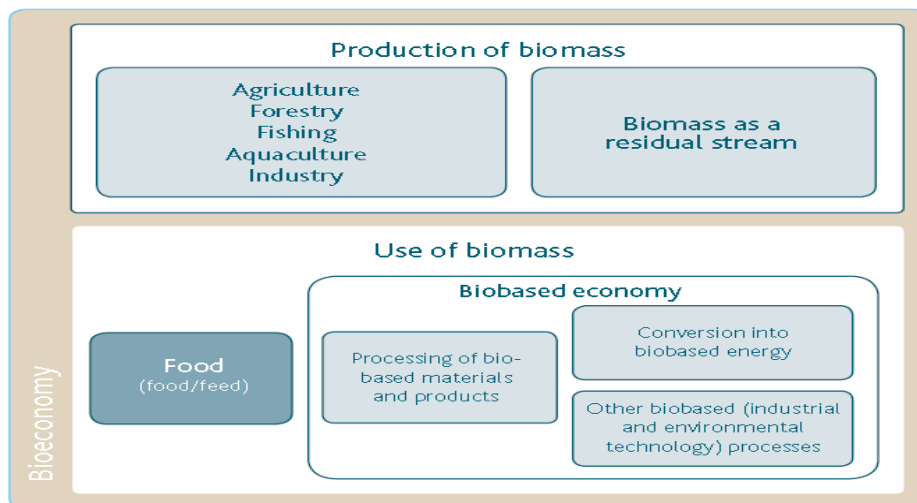 Production of biomass
Agriculture
Forestry
Fishing
Aquaculture
Industry
Biomass as a
residual stream
Use of biomass
Biobased economy
Food
(food/feed)
Processing of bio-
based materials
and products
Conversion into
biobased energy
Other biobased (industrial
and environmental
technology) processes
Bioeconomy